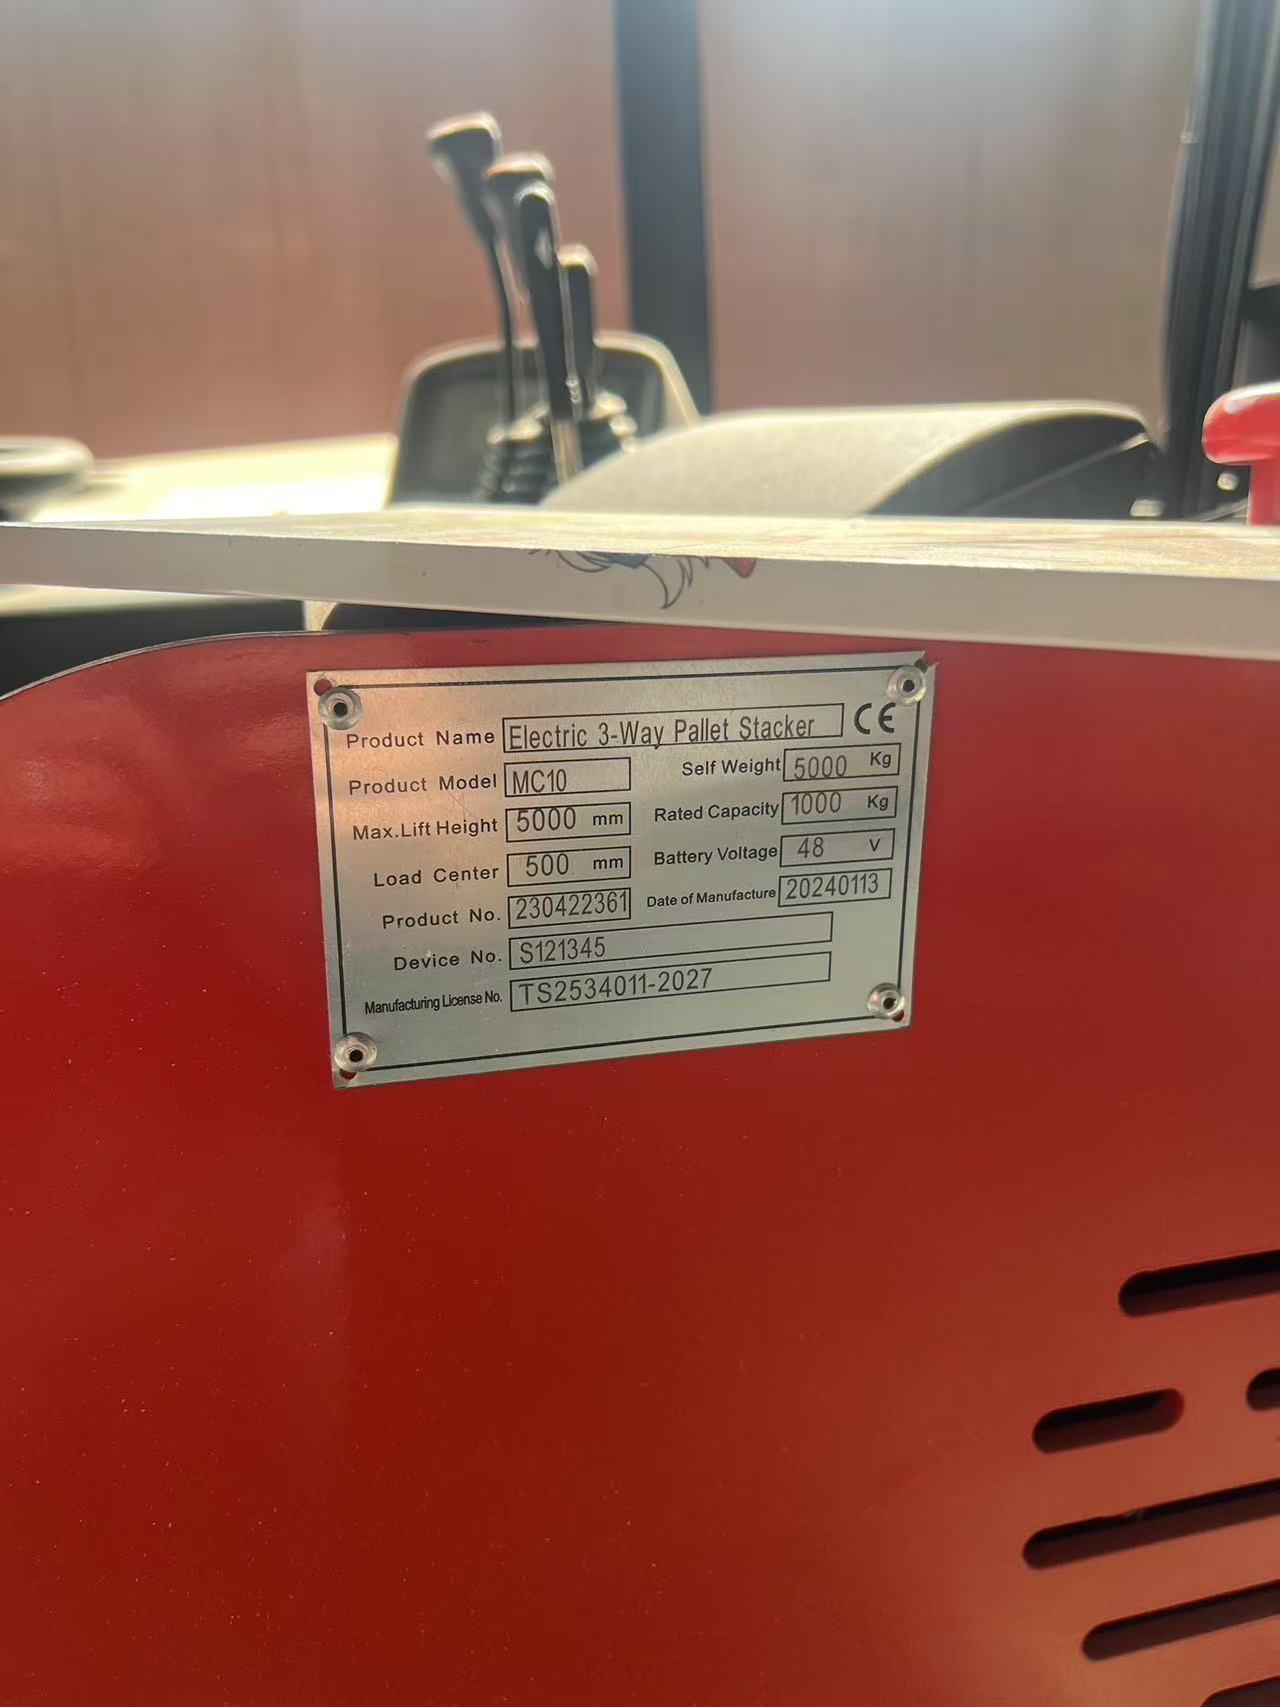 Product Name Electric 3-Way Pallet Stacker CE
Product Model MC10 Self Weight 5000 Kg
Max.Lift Height 5000 mm Rated Capacity 1000 Kg
Load Center 500 mm Battery Voltage 48 V
Product No. 230422361 Date of Manufacture 20240113
Device No. S121345
Manufacturing License No. TS2534011-2027